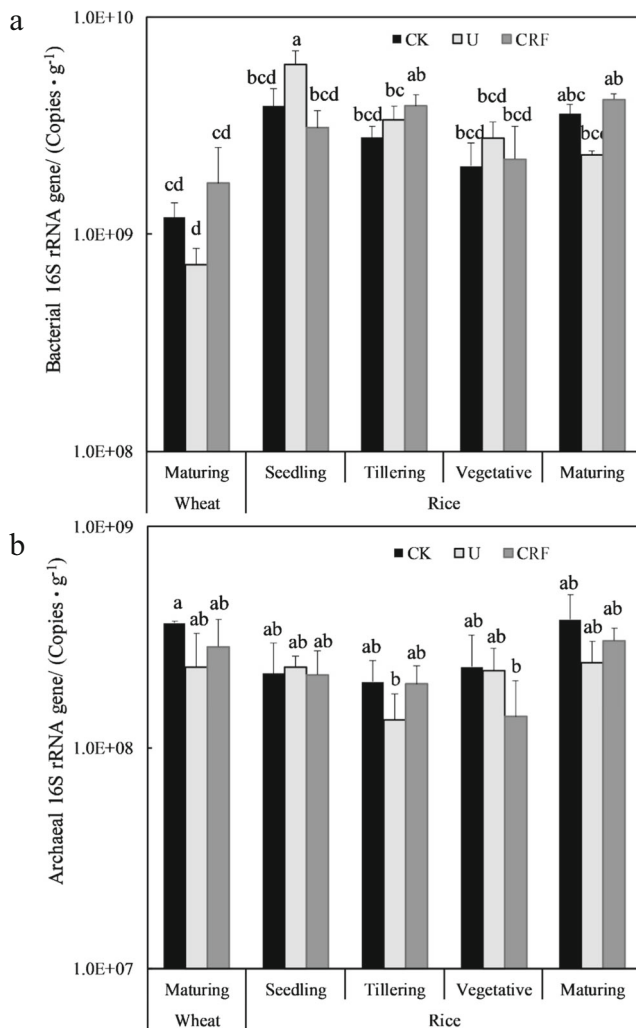 a
1.0E+10
CK U CRF
a
bcd bcd bcd bc ab bcd bcd bcd abc bcd ab
cd d cd
1.0E+09
1.0E+08
Bacterial 16S rRNA gene/ (Copies · g⁻¹)
Maturing Seedling Tillering Vegetative Maturing
Wheat Rice
b
1.0E+09
CK U CRF
a ab ab ab ab ab ab b ab ab ab b ab ab ab
1.0E+08
1.0E+07
Archaeal 16S rRNA gene/ (Copies · g⁻¹)
Maturing Seedling Tillering Vegetative Maturing
Wheat Rice